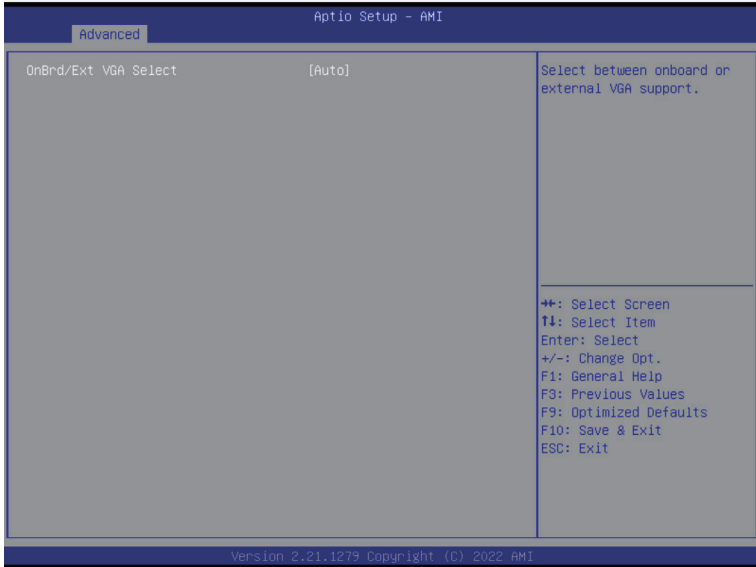 Aptio Setup - AMI
Advanced
OnBrd/Ext VGA Select [Auto]
Select between onboard or
external VGA support.
→←: Select Screen
↑↓: Select Item
Enter: Select
+/-: Change Opt.
F1: General Help
F3: Previous Values
F9: Optimized Defaults
F10: Save & Exit
ESC: Exit
Version 2.21.1279 Copyright (C) 2022 AMI